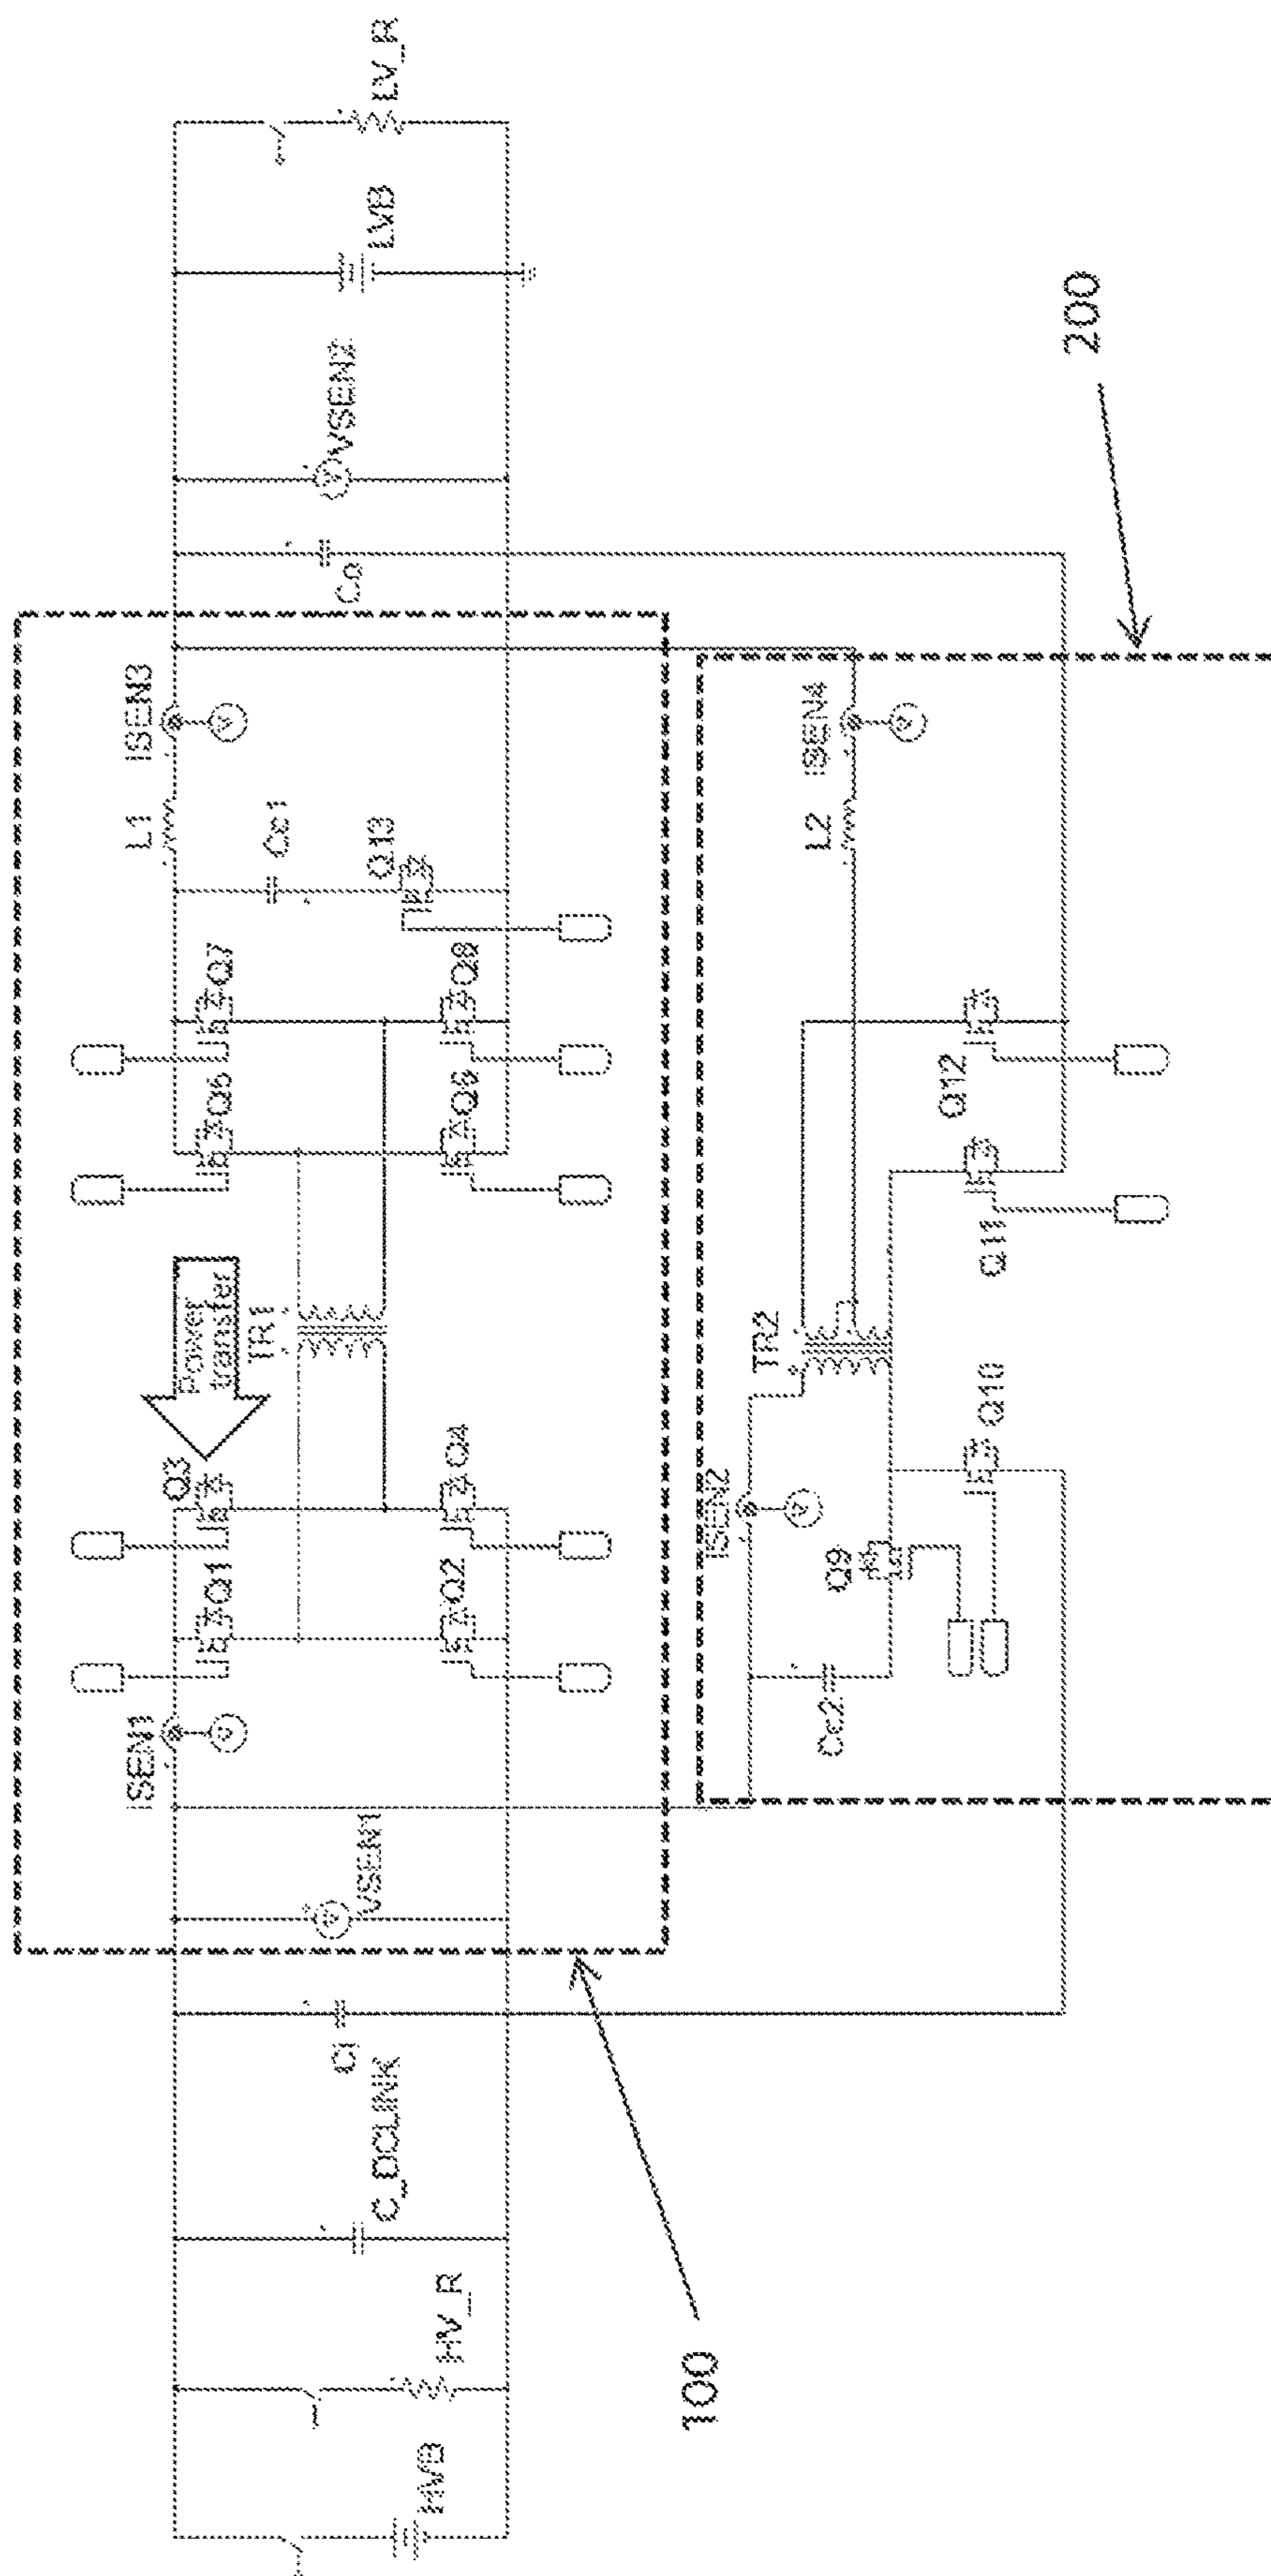 HVB
HV_R
C_DCLINK
Ci
VSEN1
ISEN1
Q1
Q2
Q3
Q4
Power
transfer
TR1
Q5
Q6
Q7
Q8
Cc1
Q13
L1
ISEN3
Co
VSEN2
LVB
LV_R
100
Cc2
Q9
ISEN2
Q10
TR2
Q11
Q12
L2
ISEN4
200